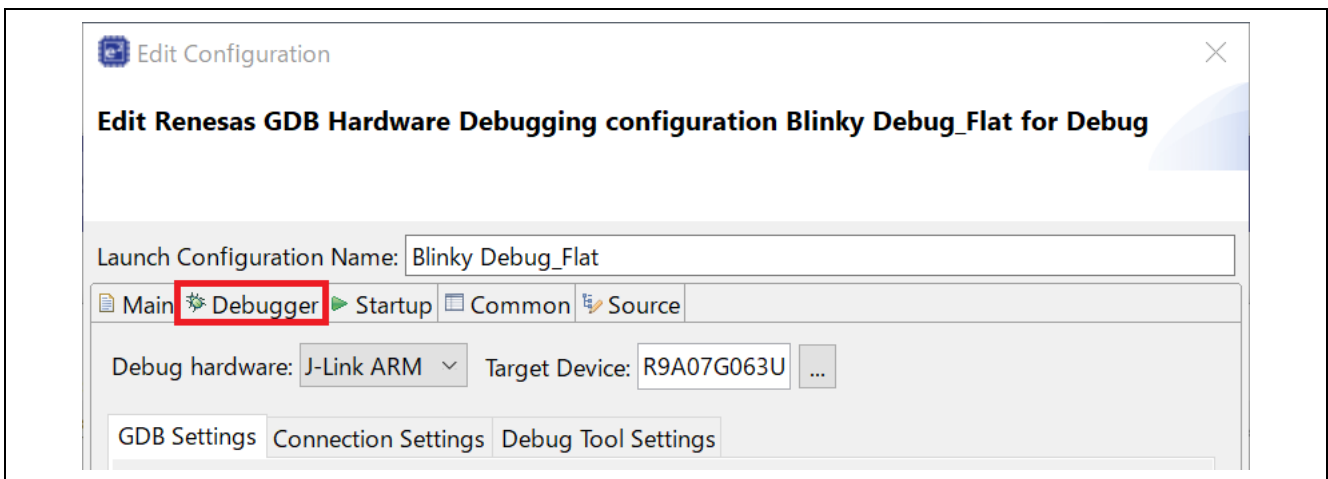 Edit Configuration
Edit Renesas GDB Hardware Debugging configuration Blinky Debug_Flat for Debug
Launch Configuration Name: Blinky Debug_Flat
Main Debugger Startup Common Source
Debug hardware: J-Link ARM Target Device: R9A07G063U ...
GDB Settings Connection Settings Debug Tool Settings